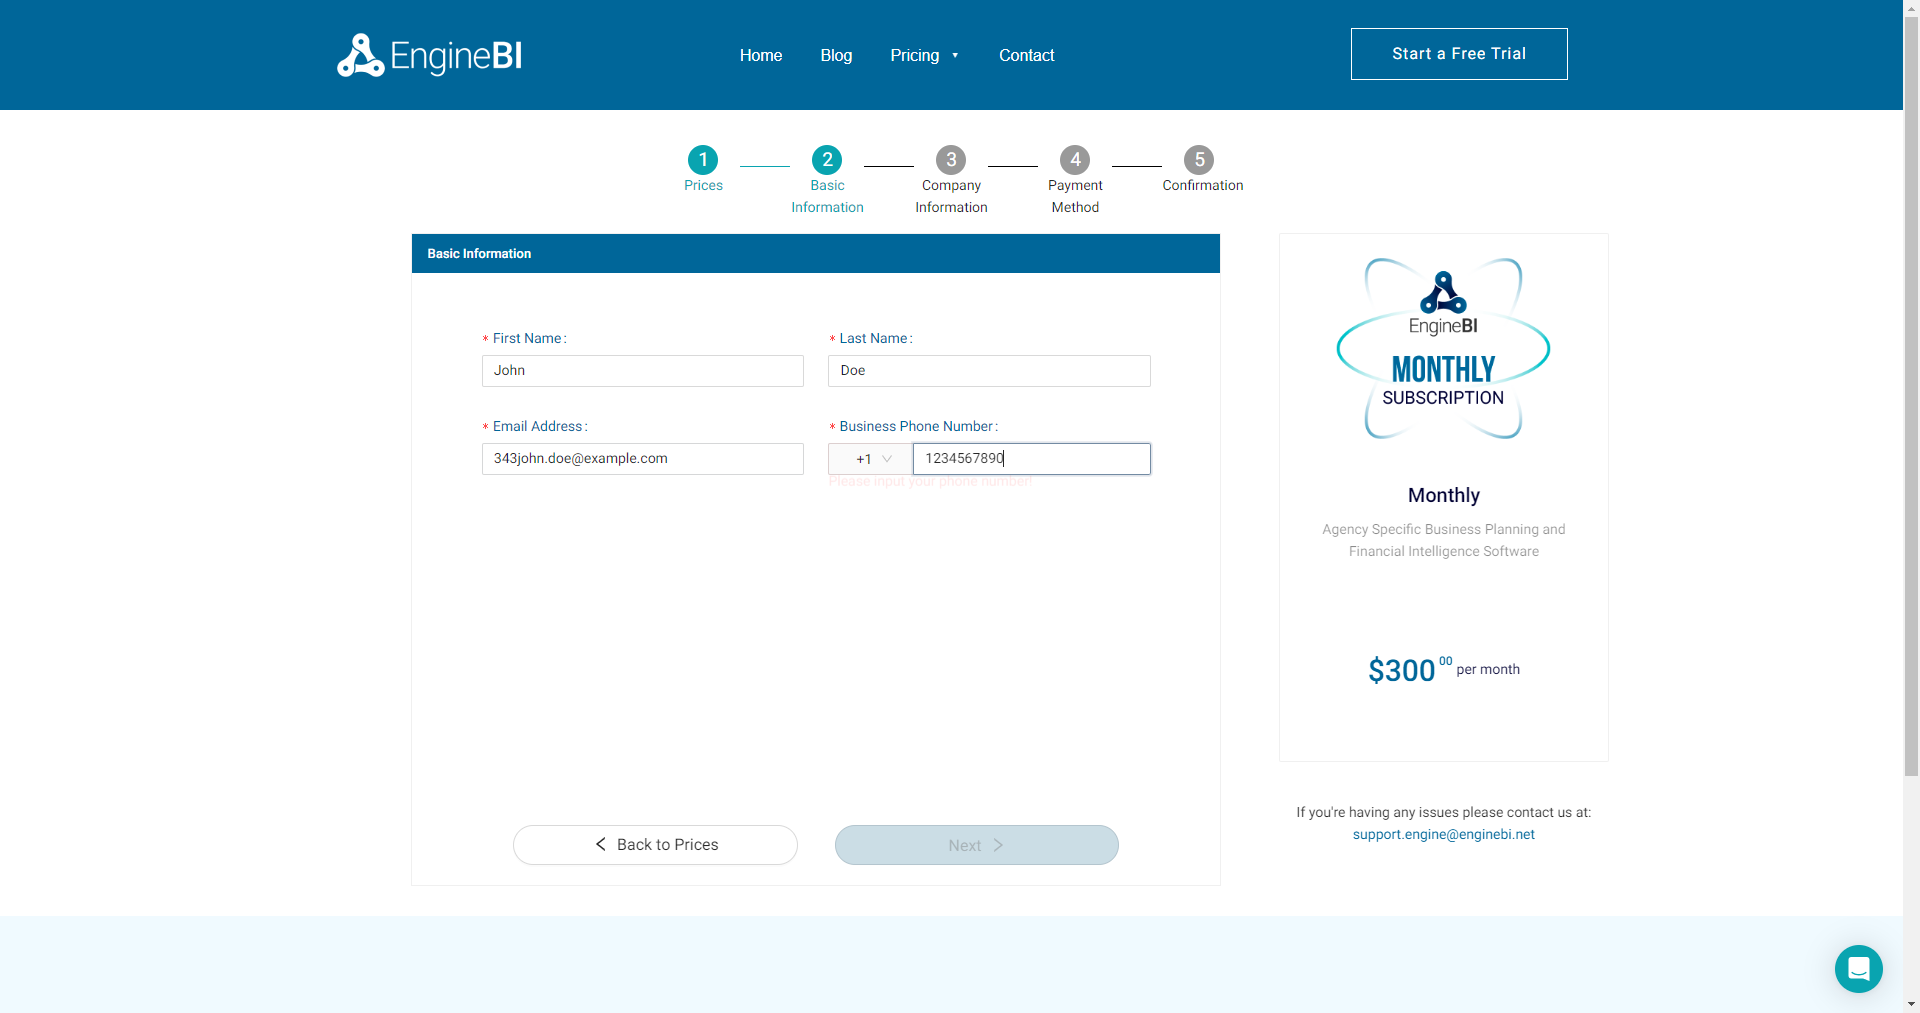 EngineBI
Home
Blog
Pricing
Contact
Start a Free Trial
1
Prices
2
Basic
Information
3
Company
Information
4
Payment
Method
5
Confirmation
Basic Information
* First Name :
John
* Last Name :
Doe
* Email Address :
343john.doe@example.com
* Business Phone Number :
+1
1234567890
Please input your phone number!
Back to Prices
Next
EngineBI
MONTHLY
SUBSCRIPTION
Monthly
Agency Specific Business Planning and
Financial Intelligence Software
$300 00 per month
If you're having any issues please contact us at:
support.engine@enginebi.net